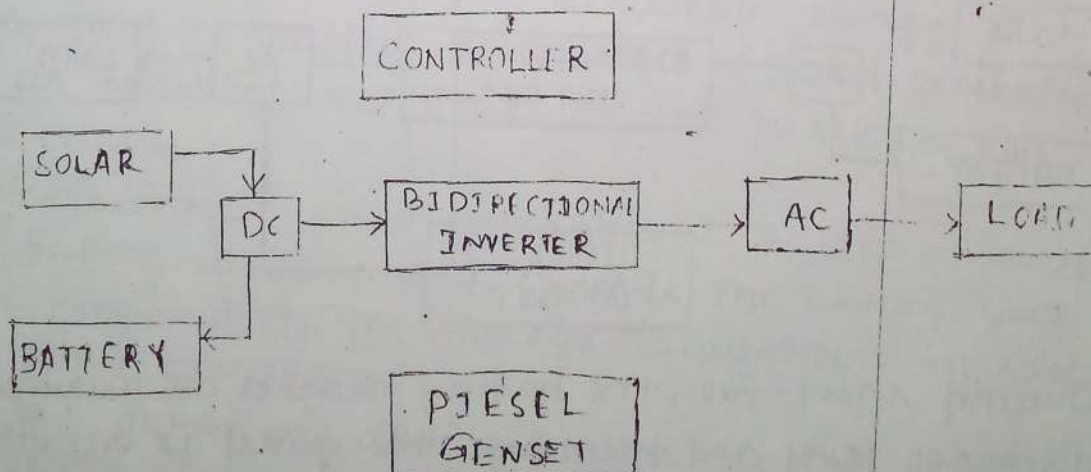 CONTROLLER
SOLAR
DC
BIDIRECTIONAL
INVERTER
AC
LOAD
BATTERY
DIESEL
GENSET